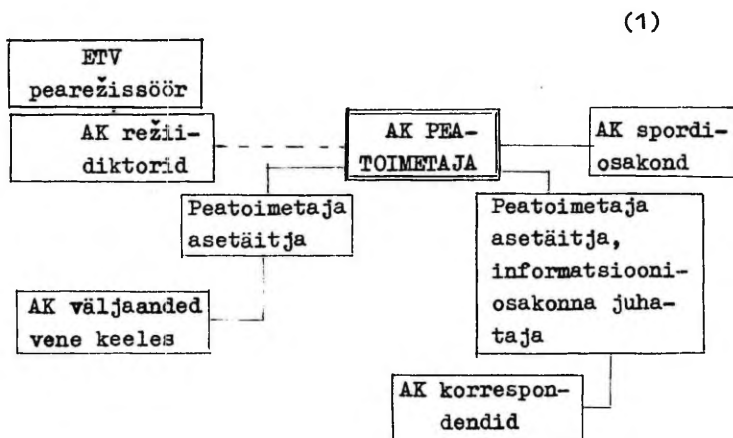 (1)
ETV
pearežissöör
AK režii-
diktorid
AK PEA-
TOIMETAJA
AK spordi-
osakond
Peatoimetaja
asetäitja
Peatoimetaja
asetäitja,
informatsiooni-
osakonna juha-
taja
AK väljaanded
vene keeles
AK korrespon-
dendid